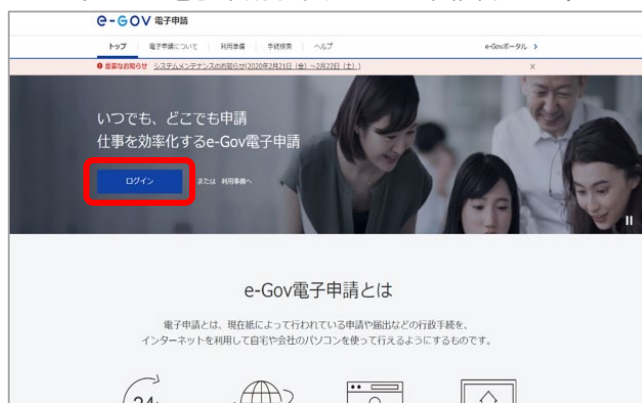 e-GOV 電子申請
トップ 電子申請について 利用準備 手続検索 ヘルプ e-Govポータル
重要なお知らせ システムメンテナンスのお知らせ(2020年2月21日（金）~2月22日（土）)
いつでも、どこでも申請
仕事を効率化するe-Gov電子申請
ログイン または 利用準備へ
e-Gov電子申請とは
電子申請とは、現在紙によって行われている申請や届出などの行政手続を、
インターネットを利用して自宅や会社のパソコンを使って行えるようにするものです。
24